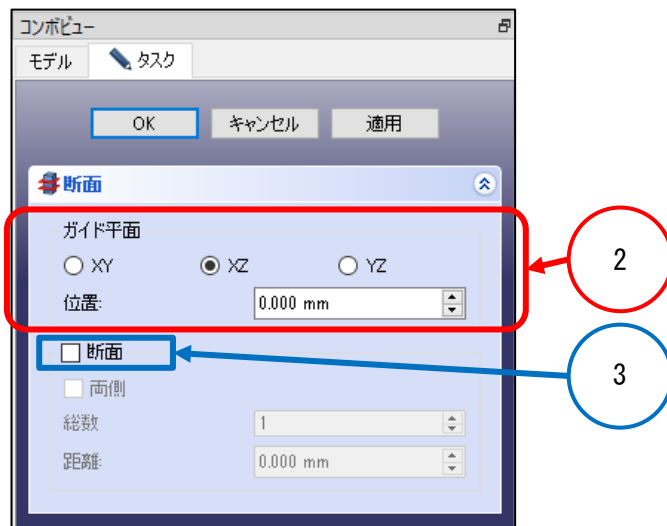 コンボビュー
モデル タスク
OK キャンセル 適用
断面
ガイド平面
XY XZ YZ
位置: 0.000 mm
断面
両側
総数 1
距離: 0.000 mm
2
3